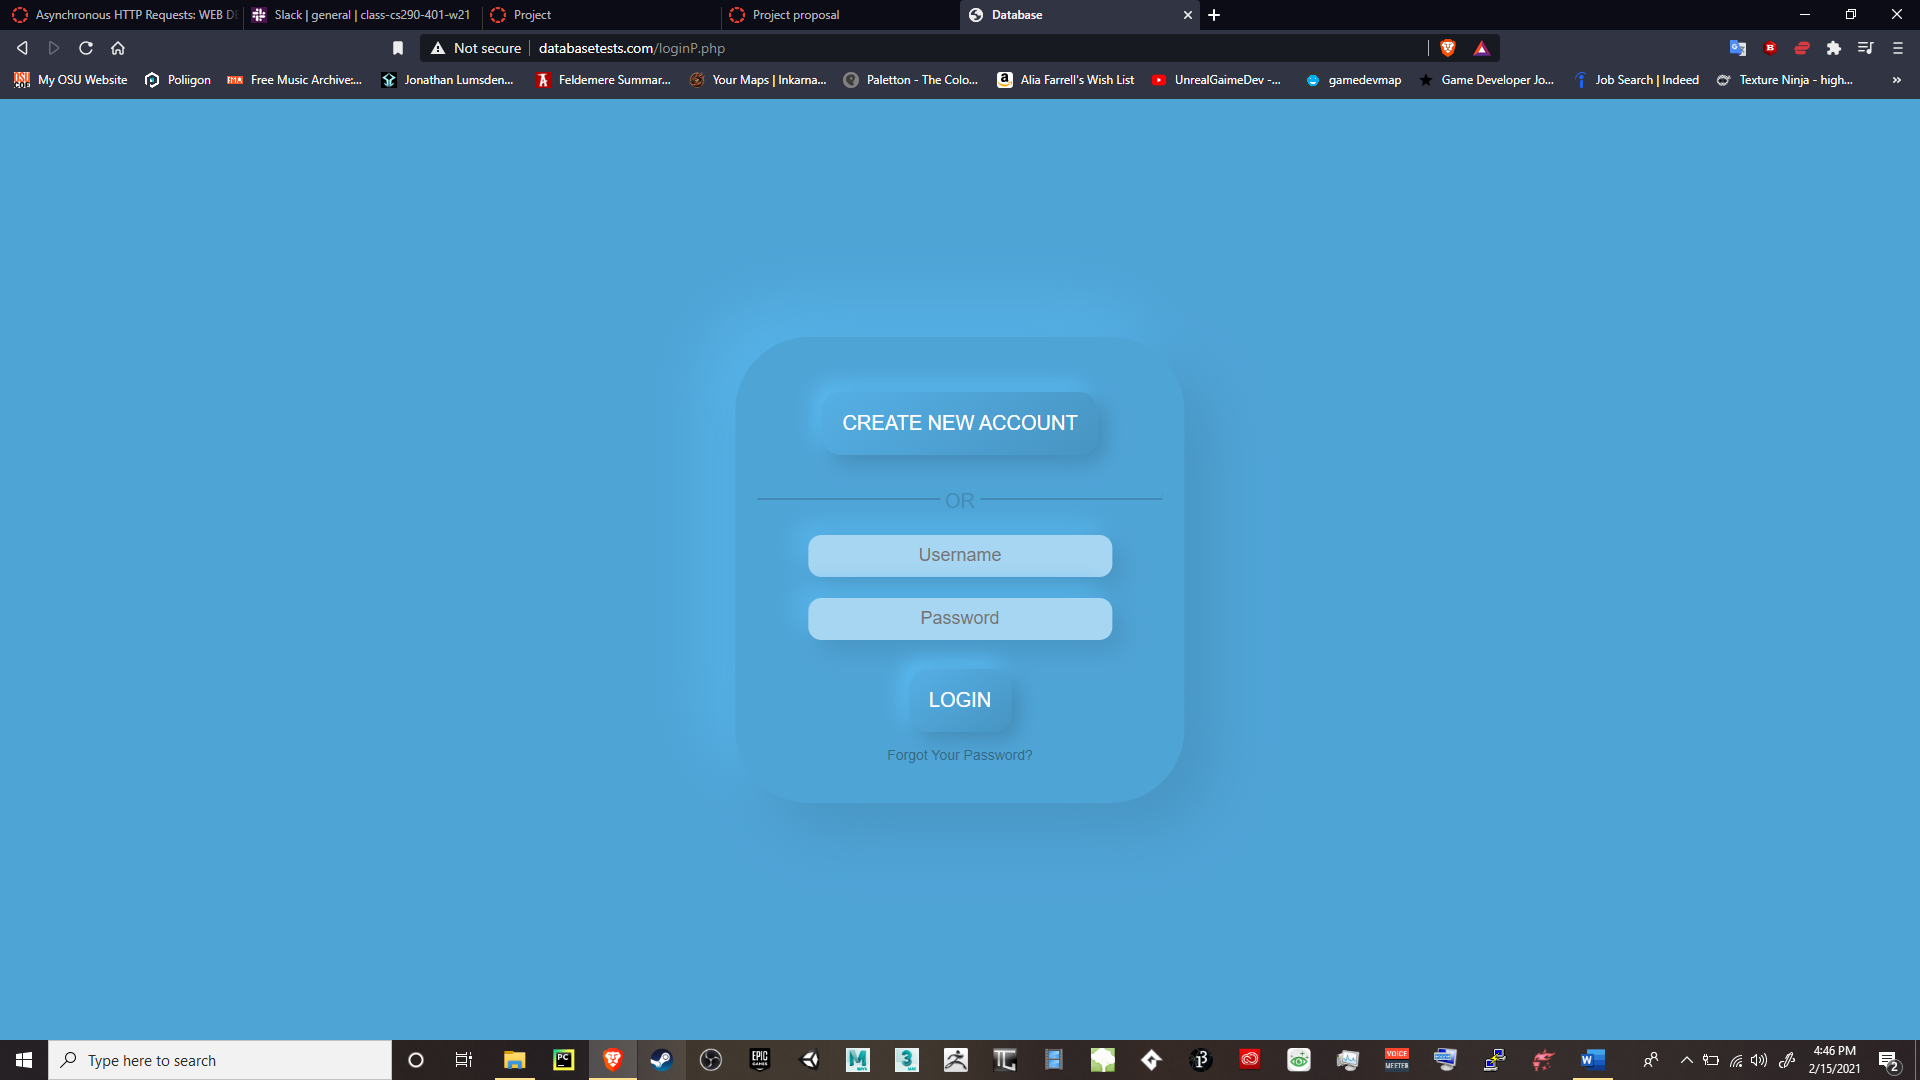 Asynchronous HTTP Requests: WEB DE
Slack | general | class-cs290-401-w21
Project
Project proposal
Database
Not secure
databasetests.com/loginP.php
My OSU Website
Poliigon
Free Music Archive:...
Jonathan Lumsden...
Feldemere Summar...
Your Maps | Inkarna...
Paletton - The Colo...
Alia Farrell's Wish List
UnrealGaimeDev -...
gamedevmap
Game Developer Jo...
Job Search | Indeed
Texture Ninja - high...
»
CREATE NEW ACCOUNT
OR
Username
Password
LOGIN
Forgot Your Password?
Type here to search
4:46 PM
2/15/2021
2